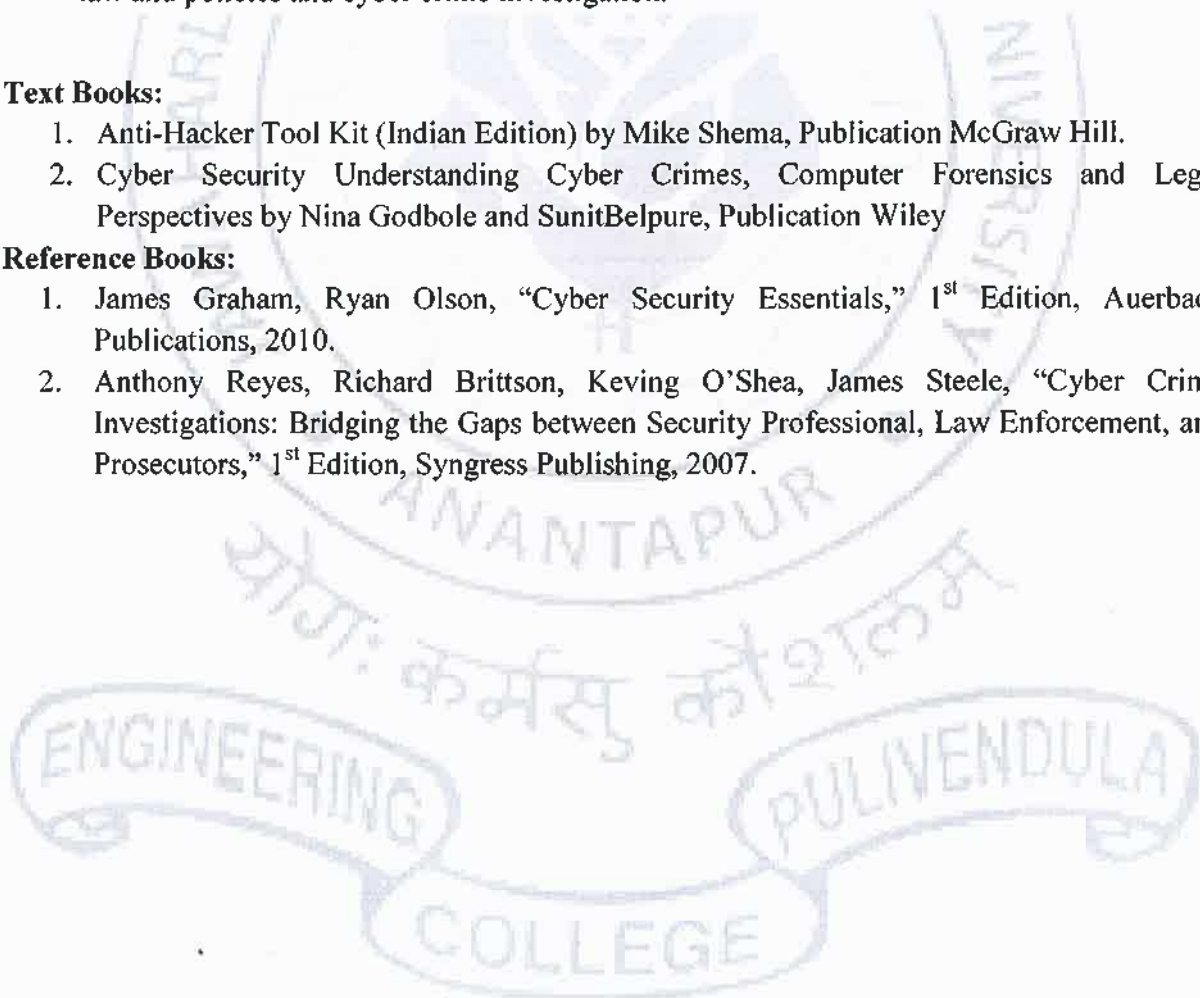 law and policies and cyber crime investigation.
Text Books:
1. Anti-Hacker Tool Kit (Indian Edition) by Mike Shema, Publication McGraw Hill.
2. Cyber Security Understanding Cyber Crimes, Computer Forensics and Leg
Perspectives by Nina Godbole and SunitBelpure, Publication Wiley
Reference Books:
1. James Graham, Ryan Olson, “Cyber Security Essentials,” 1st Edition, Auerbac
Publications, 2010.
2. Anthony Reyes, Richard Brittson, Keving O’Shea, James Steele, “Cyber Crim
Investigations: Bridging the Gaps between Security Professional, Law Enforcement, an
Prosecutors,” 1st Edition, Syngress Publishing, 2007.
NIVERSITY
ANANTAPUR
योगः कर्मसु कौशलम
ENGINEERING
PULIVENDULA
COLLEGE